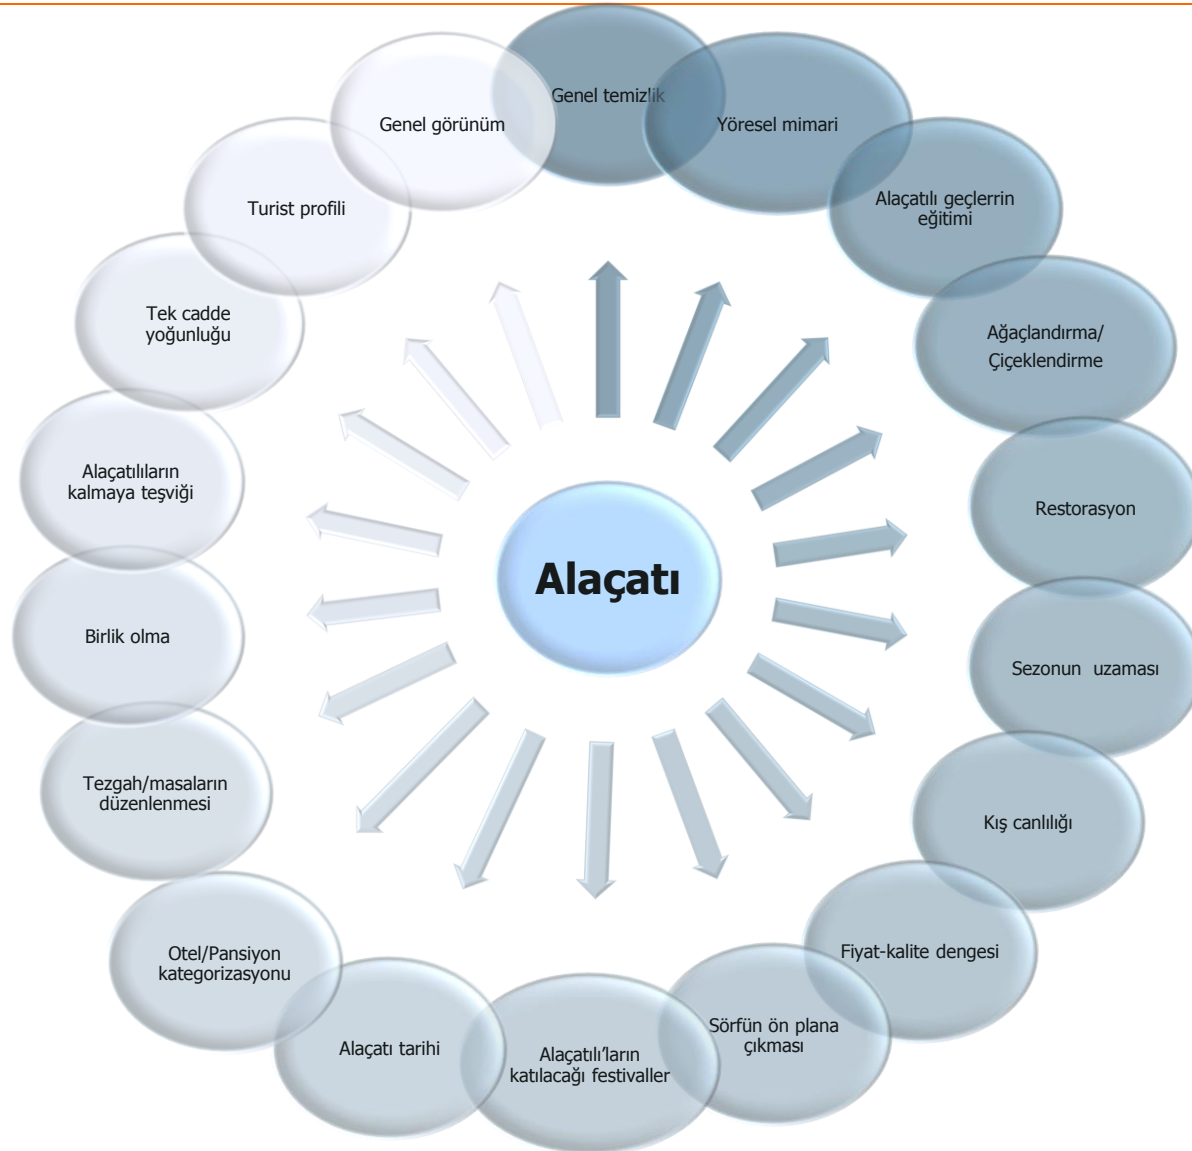 Genel temizlik
Yöresel mimari
Alaçatılı geçlerrin
eğitimi
Ağaçlandırma/
Çiçeklendirme
Restorasyon
Sezonun  uzaması
Kış canlılığı
Fiyat-kalite dengesi
Sörfün ön plana
çıkması
Alaçatılı’ların
katılacağı festivaller
Alaçatı tarihi
Otel/Pansiyon
kategorizasyonu
Tezgah/masaların
düzenlenmesi
Birlik olma
Alaçatılıların
kalmaya teşviği
Tek cadde
yoğunluğu
Turist profili
Genel görünüm
Alaçatı